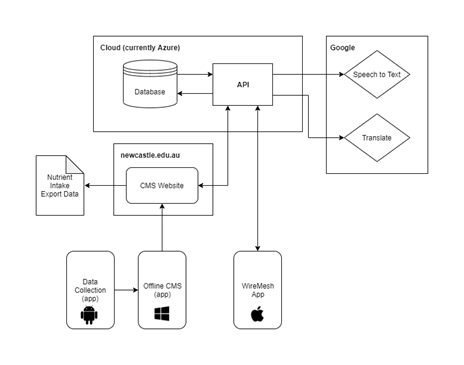 Cloud (currently Azure)
Google
Database
API
Speech to Text
Translate
newcastle.edu.au
CMS Website
Nutrient
Intake
Export Data
Data
Collection
(app)
Offline CMS
(app)
WireMesh
App